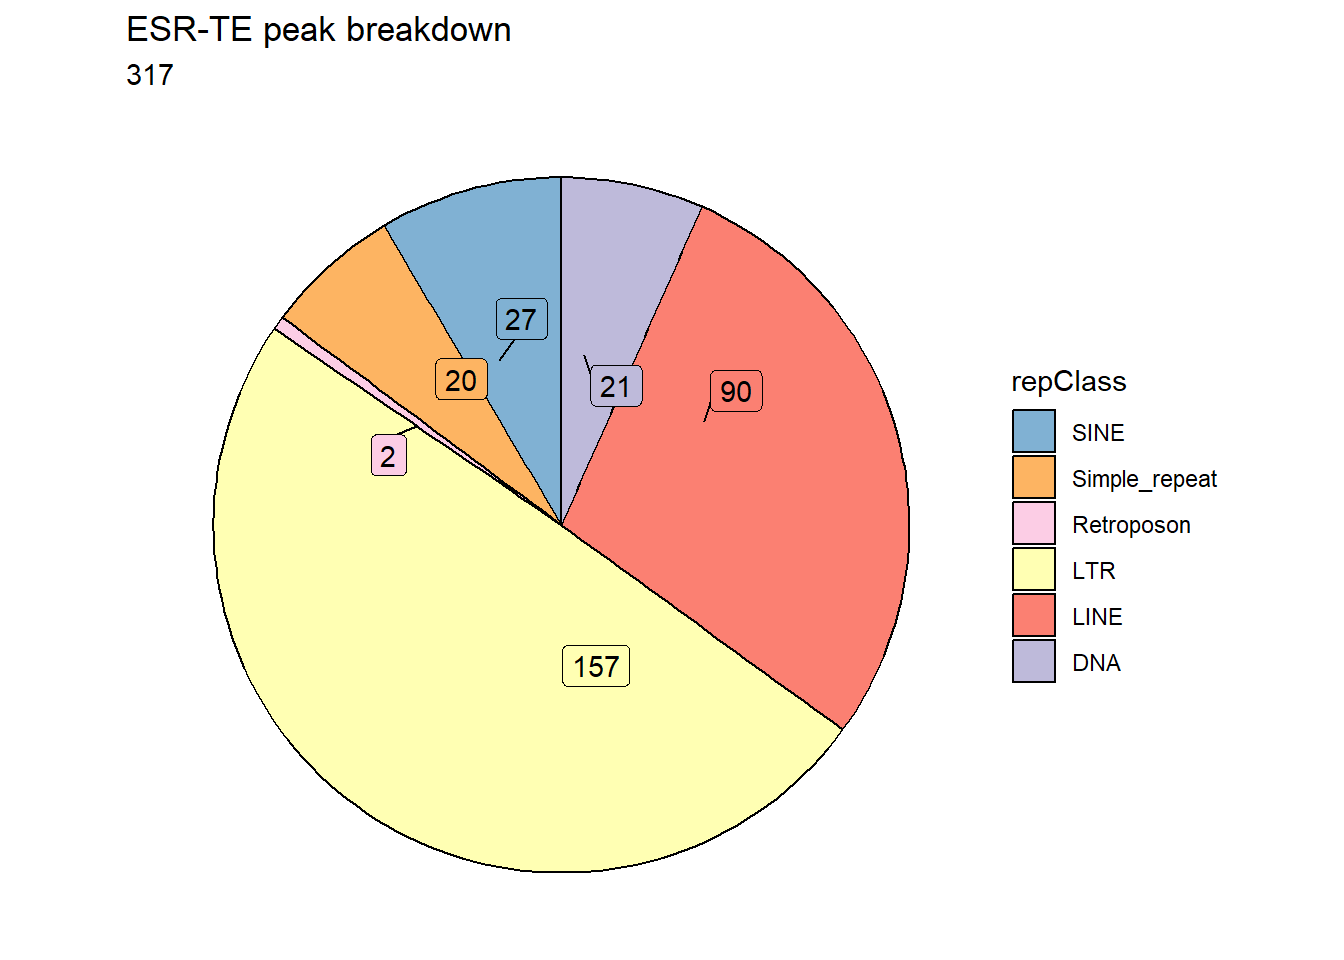 ESR-TE peak breakdown
317
27
20
21
90
2
157
repClass
SINE
Simple_repeat
Retroposon
LTR
LINE
DNA